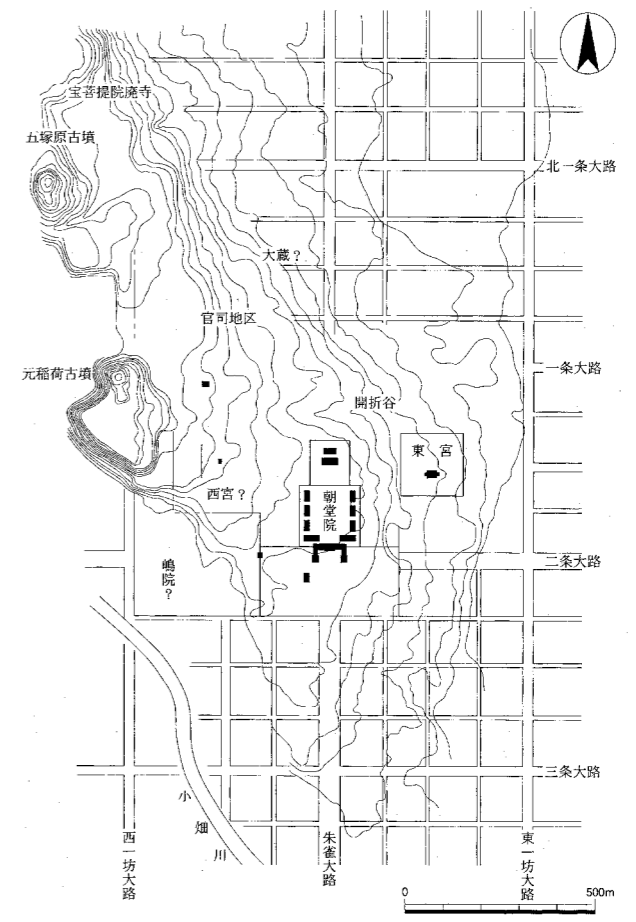 宝菩提院廃寺
五塚原古墳
北一条大路
大蔵?
官司地区
元稲荷古墳
一条大路
開折谷
東宮
西宮?
朝堂院
嶋院?
二条大路
三条大路
小畑川
西一坊大路
朱雀大路
東一坊大路
0 500m